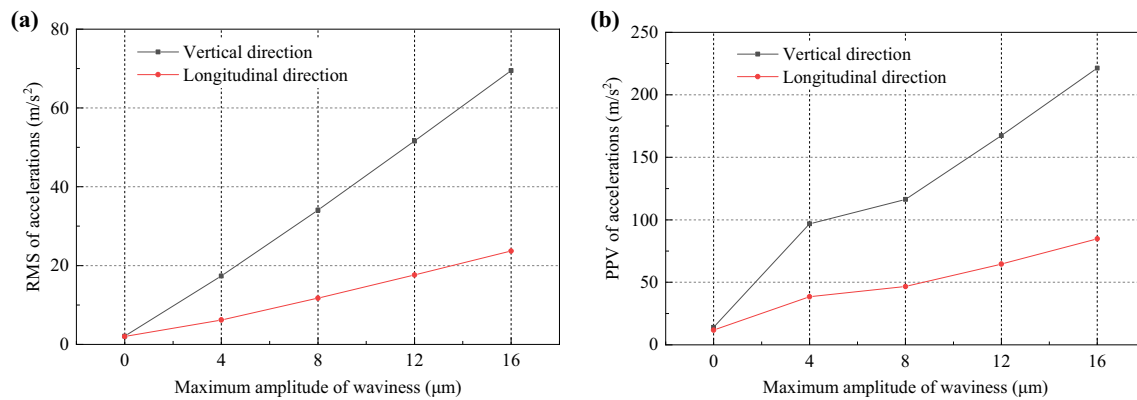 (a)
80
60
40
20
0
RMS of accelerations (m/s²)
Vertical direction
Longitudinal direction
0 4 8 12 16
Maximum amplitude of waviness (μm)
(b)
250
200
150
100
50
0
PPV of accelerations (m/s²)
Vertical direction
Longitudinal direction
0 4 8 12 16
Maximum amplitude of waviness (μm)